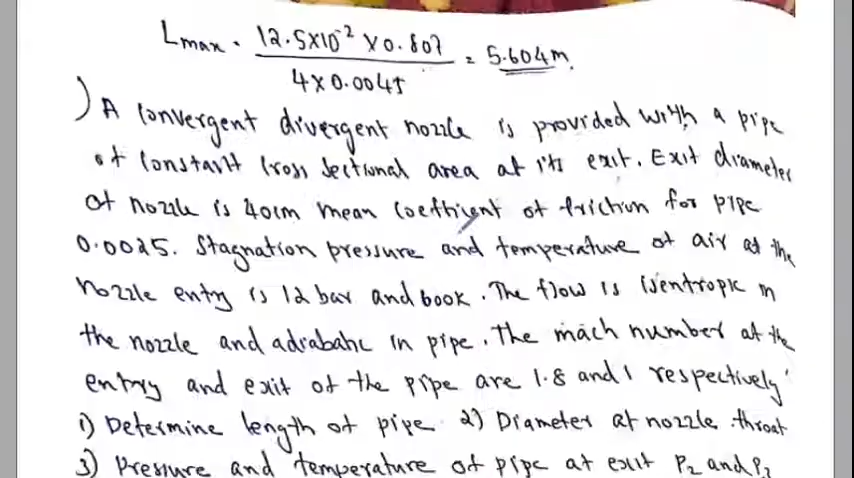 Lmax = 12.5x10⁻² x 0.807 / 4x0.0045 = 5.604m.
) A convergent divergent nozzle is provided with a pipe
of constant cross sectional area at its exit. Exit diameter
of nozzle is 40cm mean coefficient of friction for pipe
0.0025. Stagnation pressure and temperature of air at the
nozzle entry is 12 bar and 600K. The flow is isentropic in
the nozzle and adiabatic in pipe. The mach number at the
entry and exit of the pipe are 1.8 and 1 respectively
1) Determine length of pipe 2) Diameter at nozzle throat
3) Pressure and temperature of pipe at exit P2 and P3